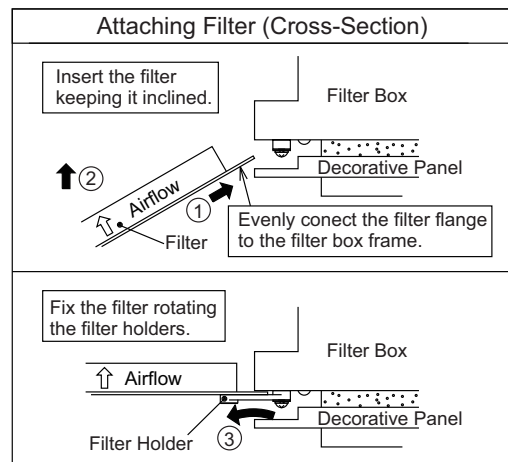 Attaching Filter (Cross-Section)
Insert the filter
keeping it inclined.
Filter Box
Decorative Panel
②
Airflow
①
Filter
Evenly conect the filter flange
to the filter box frame.
Fix the filter rotating
the filter holders.
Filter Box
Airflow
Decorative Panel
Filter Holder
③